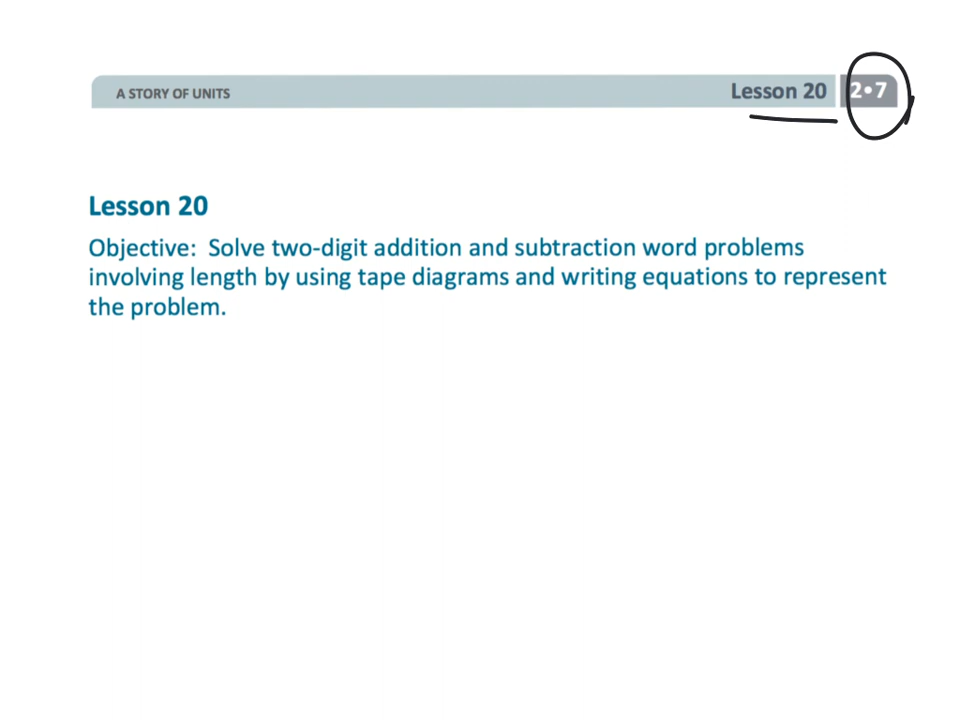 A STORY OF UNITS
Lesson 20 2•7
Lesson 20
Objective: Solve two-digit addition and subtraction word problems
involving length by using tape diagrams and writing equations to represent
the problem.